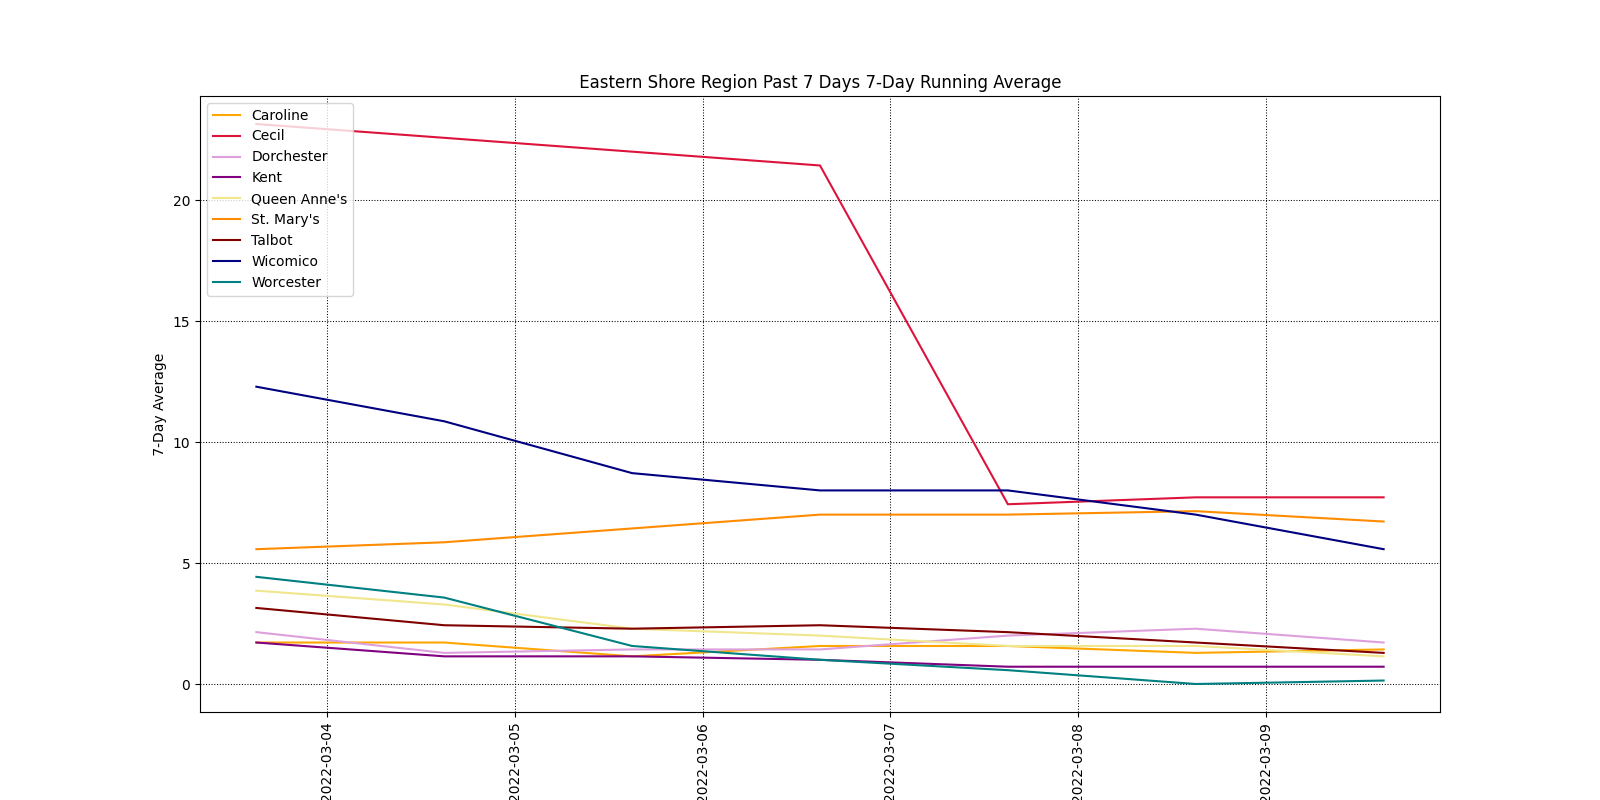 Eastern Shore Region Past 7 Days 7-Day Running Average
Caroline
Cecil
Dorchester
Kent
Queen Anne's
St. Mary's
Talbot
Wicomico
Worcester
20
15
10
5
0
7-Day Average
2022-03-04
2022-03-05
2022-03-06
2022-03-07
2022-03-08
2022-03-09